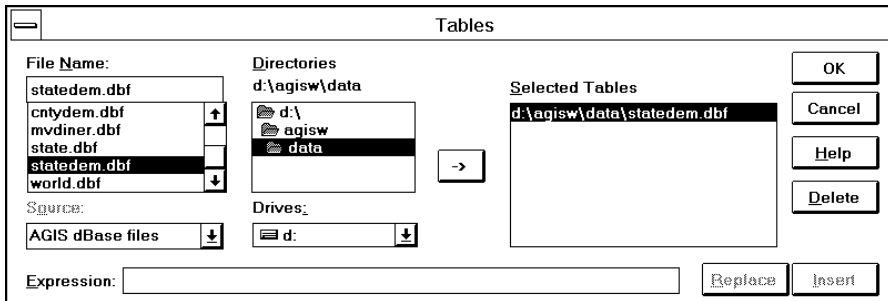 Tables
File Name:
statedem.dbf
cntydem.dbf
mvdiner.dbf
state.dbf
statedem.dbf
world.dbf
Source:
AGIS dBase files
Directories
d:\agisw\data
d:\
agisw
data
Drives:
d:
->
Selected Tables
d:\agisw\data\statedem.dbf
OK
Cancel
Help
Delete
Expression:
Replace
Insert